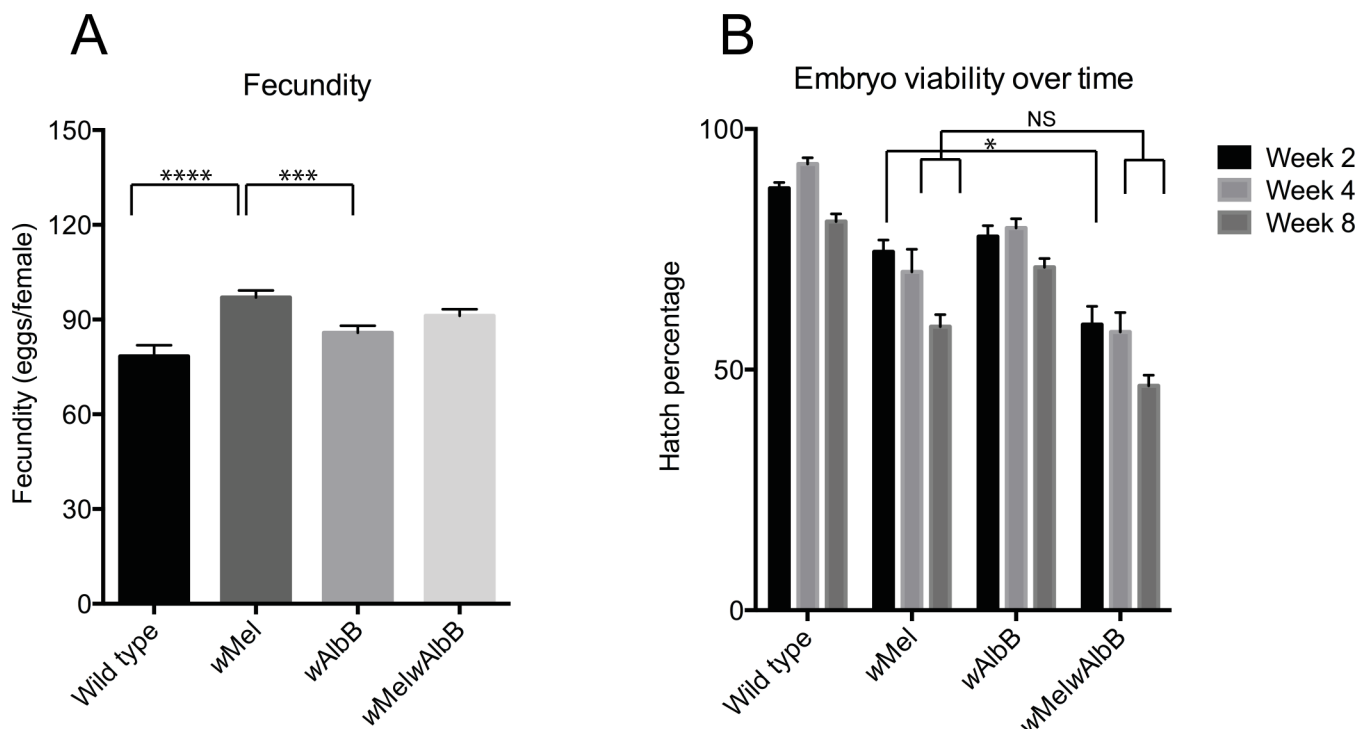 A
Fecundity
Fecundity (eggs/female)
150
120
90
60
30
0
****
***
Wild type
wMel
wAlbB
wMelwAlbB
B
Embryo viability over time
Hatch percentage
100
50
0
NS
*
Week 2
Week 4
Week 8
Wild type
wMel
wAlbB
wMelwAlbB